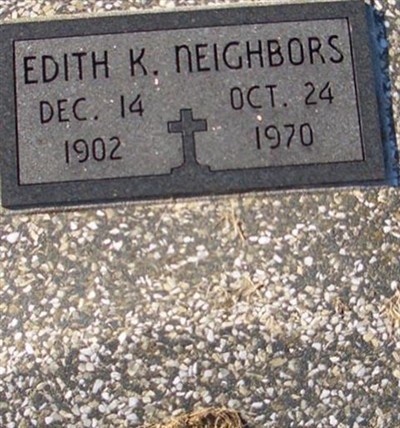 EDITH K. NEIGHBORS
DEC. 14 OCT. 24
1902 1970